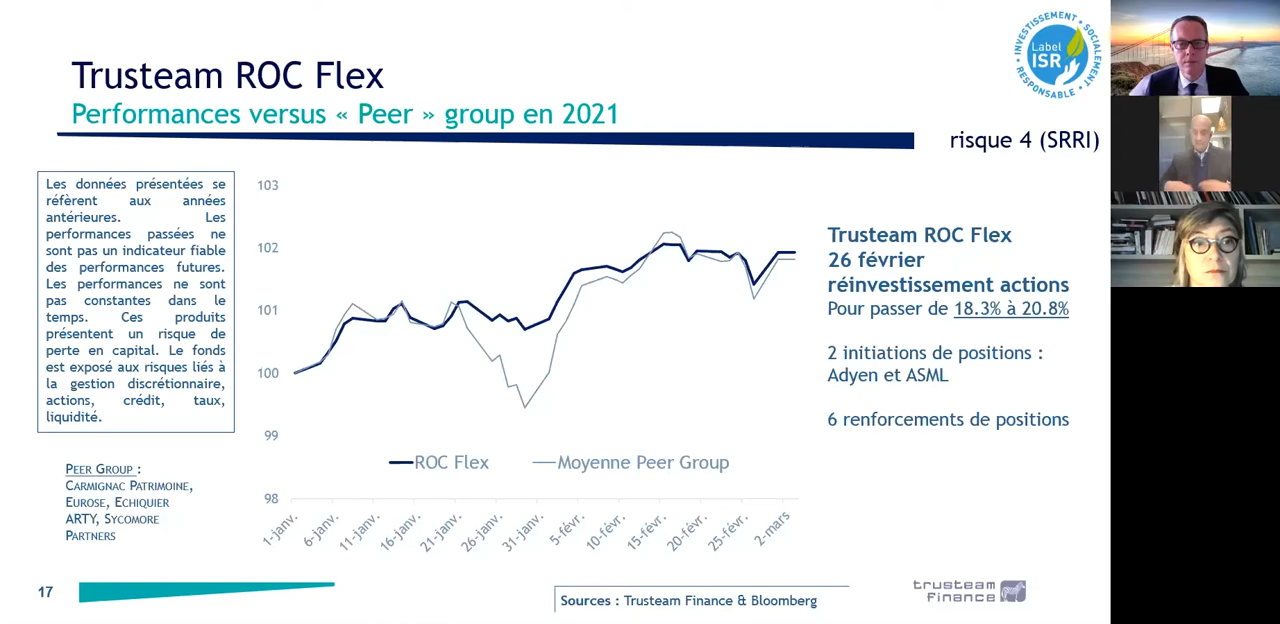 Trusteam ROC Flex
Performances versus « Peer » group en 2021
INVESTISSEMENT • SOCIALEMENT • RESPONSABLE •
Label
ISR
risque 4 (SRRI)
Les données présentées se
réfèrent aux années
antérieures. Les
performances passées ne
sont pas un indicateur fiable
des performances futures.
Les performances ne sont
pas constantes dans le
temps. Ces produits
présentent un risque de
perte en capital. Le fonds
est exposé aux risques liés à
la gestion discrétionnaire,
actions, crédit, taux,
liquidité.
PEER GROUP :
CARMIGNAC PATRIMOINE,
EUROSE, ECHIQUIER
ARTY, SYCOMORE
PARTNERS
103
102
101
100
99
98
ROC Flex
Moyenne Peer Group
1-janv.
6-janv.
11-janv.
16-janv.
21-janv.
26-janv.
31-janv.
5-févr.
10-févr.
15-févr.
20-févr.
25-févr.
2-mars
Trusteam ROC Flex
26 février
réinvestissement actions
Pour passer de 18.3% à 20.8%
2 initiations de positions :
Adyen et ASML
6 renforcements de positions
17
Sources : Trusteam Finance & Bloomberg
trusteam
finance